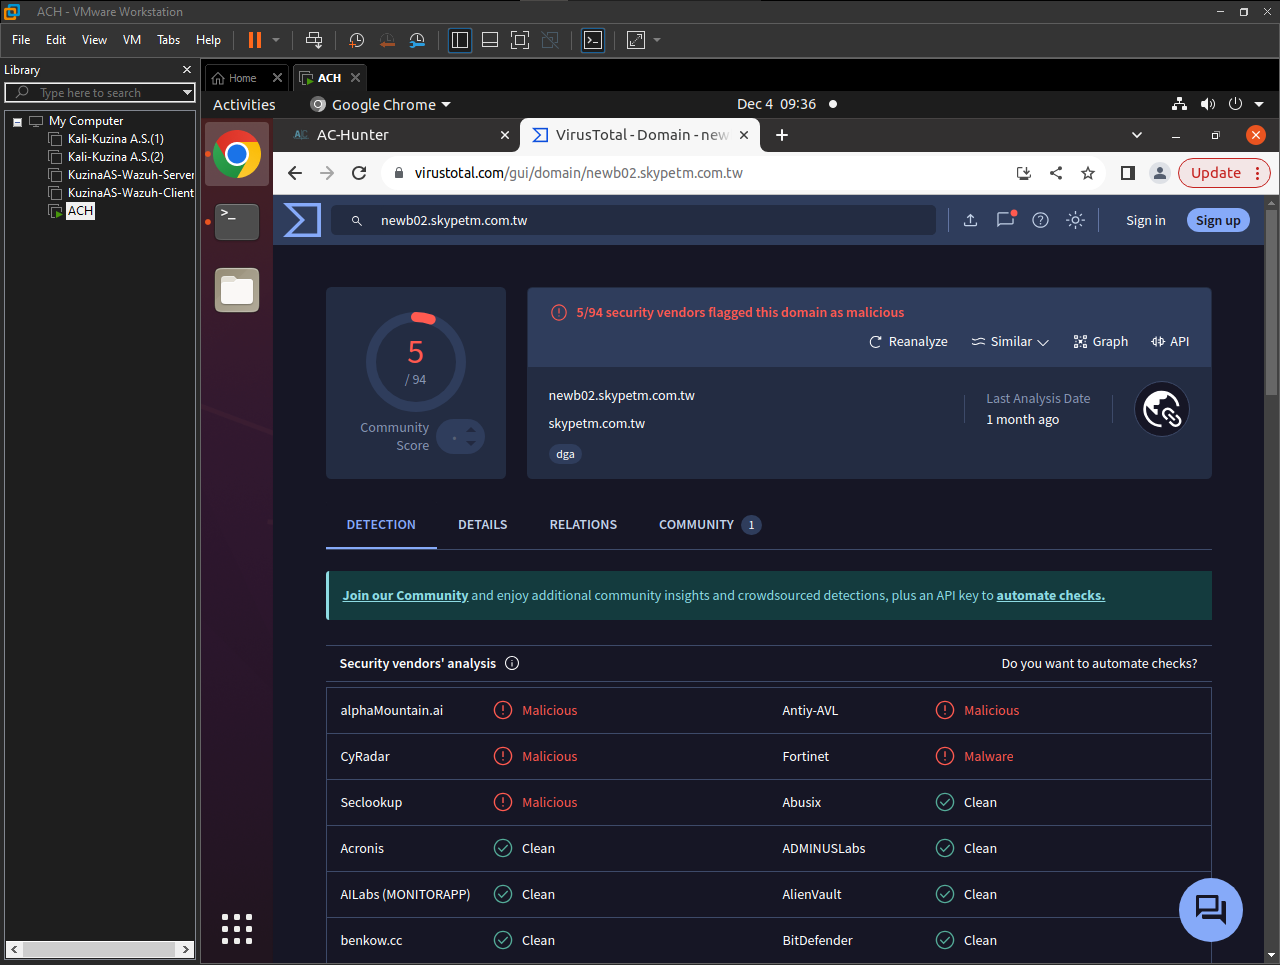 ACH - VMware Workstation
File Edit View VM Tabs Help
Library
Type here to search
My Computer
Kali-Kuzina A.S.(1)
Kali-Kuzina A.S.(2)
KuzinaAS-Wazuh-Server
KuzinaAS-Wazuh-Client
ACH
Home
ACH
Activities Google Chrome Dec 4 09:36
AC-Hunter
VirusTotal - Domain - new
virustotal.com/gui/domain/newb02.skypetm.com.tw
Update
newb02.skypetm.com.tw
Sign in
Sign up
5
/ 94
Community
Score
5/94 security vendors flagged this domain as malicious
Reanalyze Similar Graph API
newb02.skypetm.com.tw
skypetm.com.tw
dga
Last Analysis Date
1 month ago
DETECTION DETAILS RELATIONS COMMUNITY 1
Join our Community and enjoy additional community insights and crowdsourced detections, plus an API key to automate checks.
Security vendors' analysis Do you want to automate checks?
alphaMountain.ai Malicious Antiy-AVL Malicious
CyRadar Malicious Fortinet Malware
Seclookup Malicious Abusix Clean
Acronis Clean ADMINUSLabs Clean
AILabs (MONITORAPP) Clean AlienVault Clean
benkow.cc Clean BitDefender Clean